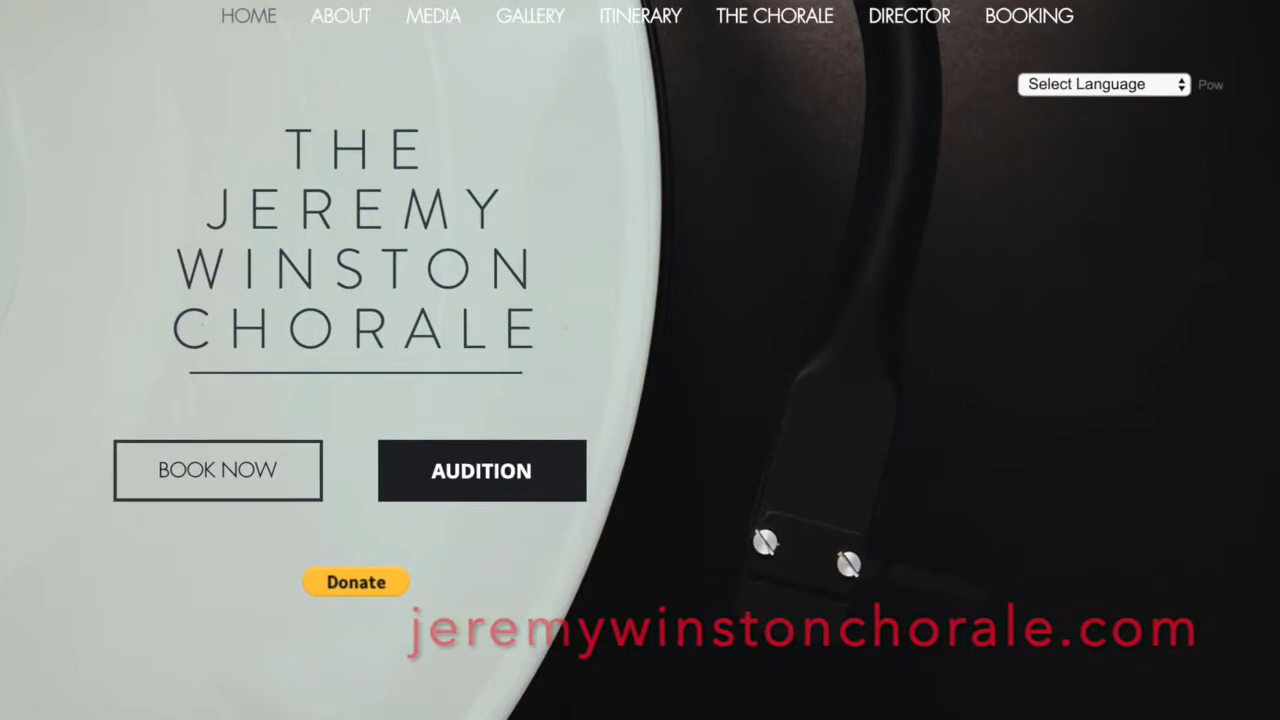 HOME ABOUT MEDIA GALLERY ITINERARY THE CHORALE DIRECTOR BOOKING
Select Language Pow
THE
JEREMY
WINSTON
CHORALE
BOOK NOW AUDITION
Donate
jeremywinstonchorale.com